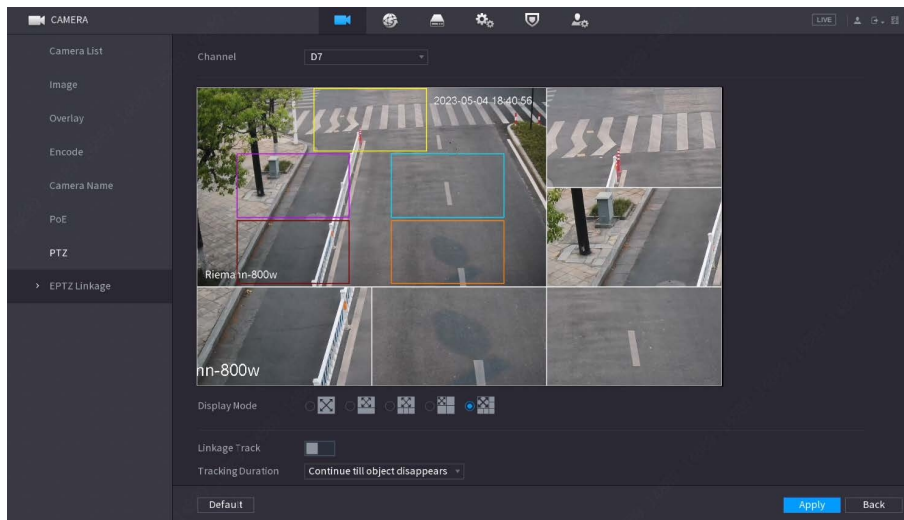 CAMERA
LIVE
Camera List
Image
Overlay
Encode
Camera Name
PoE
PTZ
EPTZ Linkage
Channel D7
2023-05-04 18:40:56
Riemann-800w
nn-800w
Display Mode
Linkage Track
Tracking Duration Continue till object disappears
Default
Apply Back